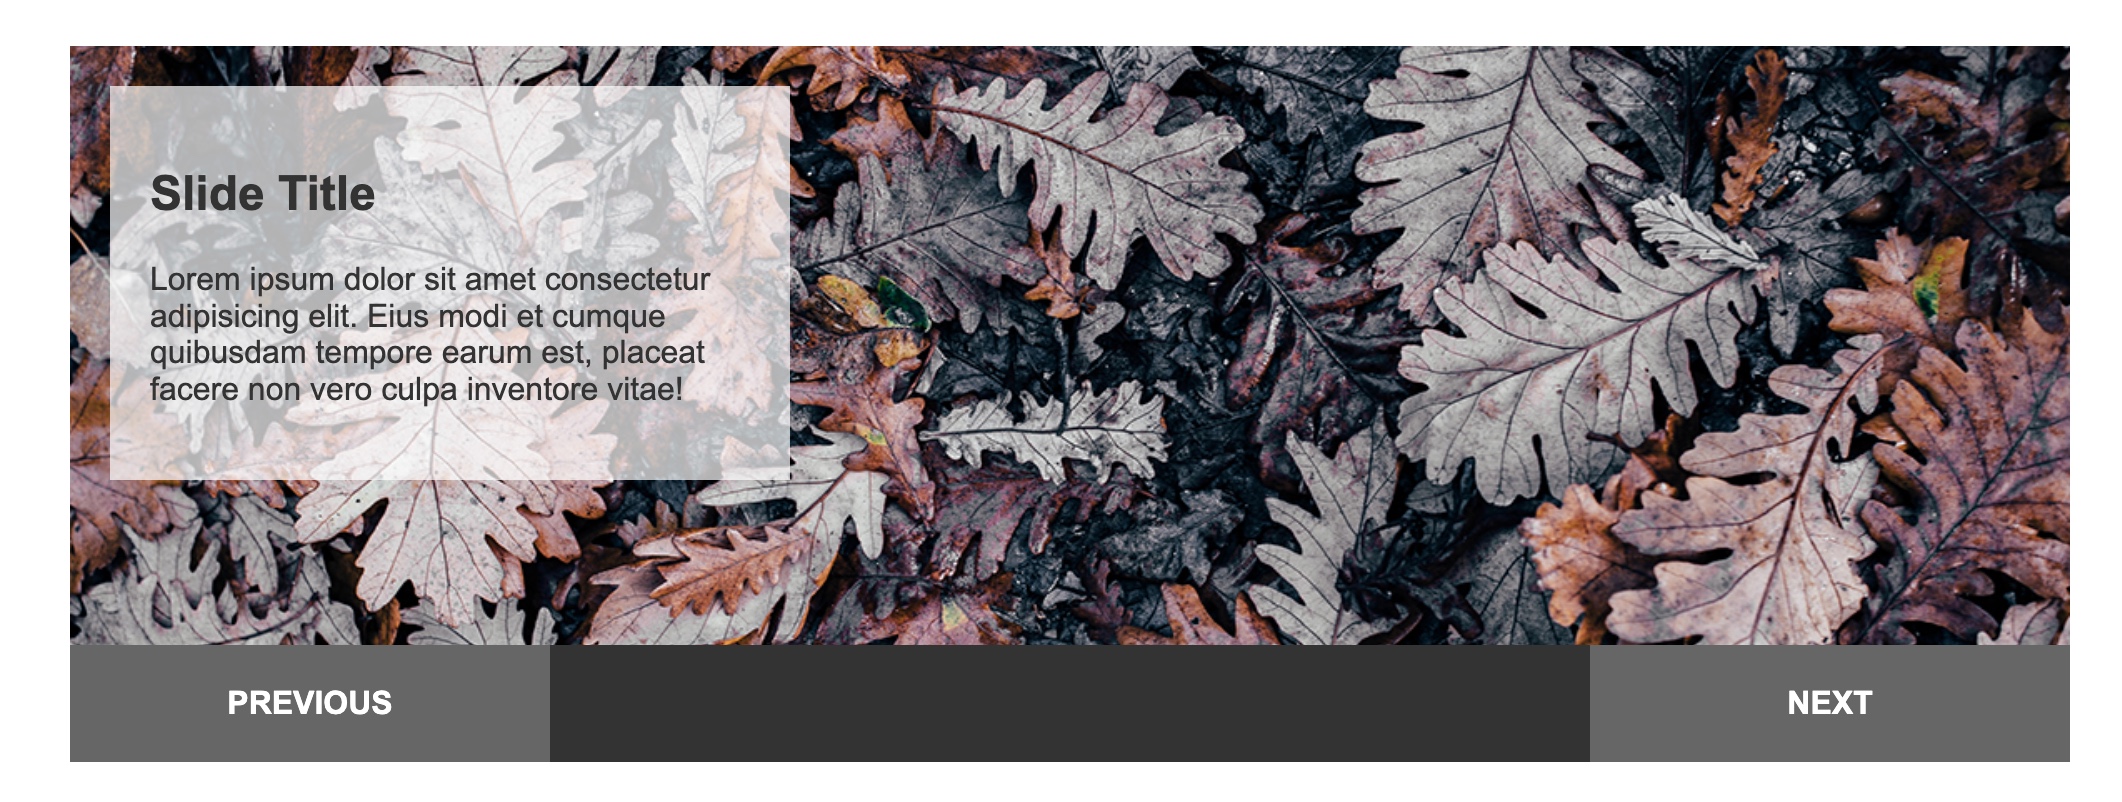 Slide Title
Lorem ipsum dolor sit amet consectetur
adipisicing elit. Eius modi et cumque
quibusdam tempore earum est, placeat
facere non vero culpa inventore vitae!
PREVIOUS
NEXT